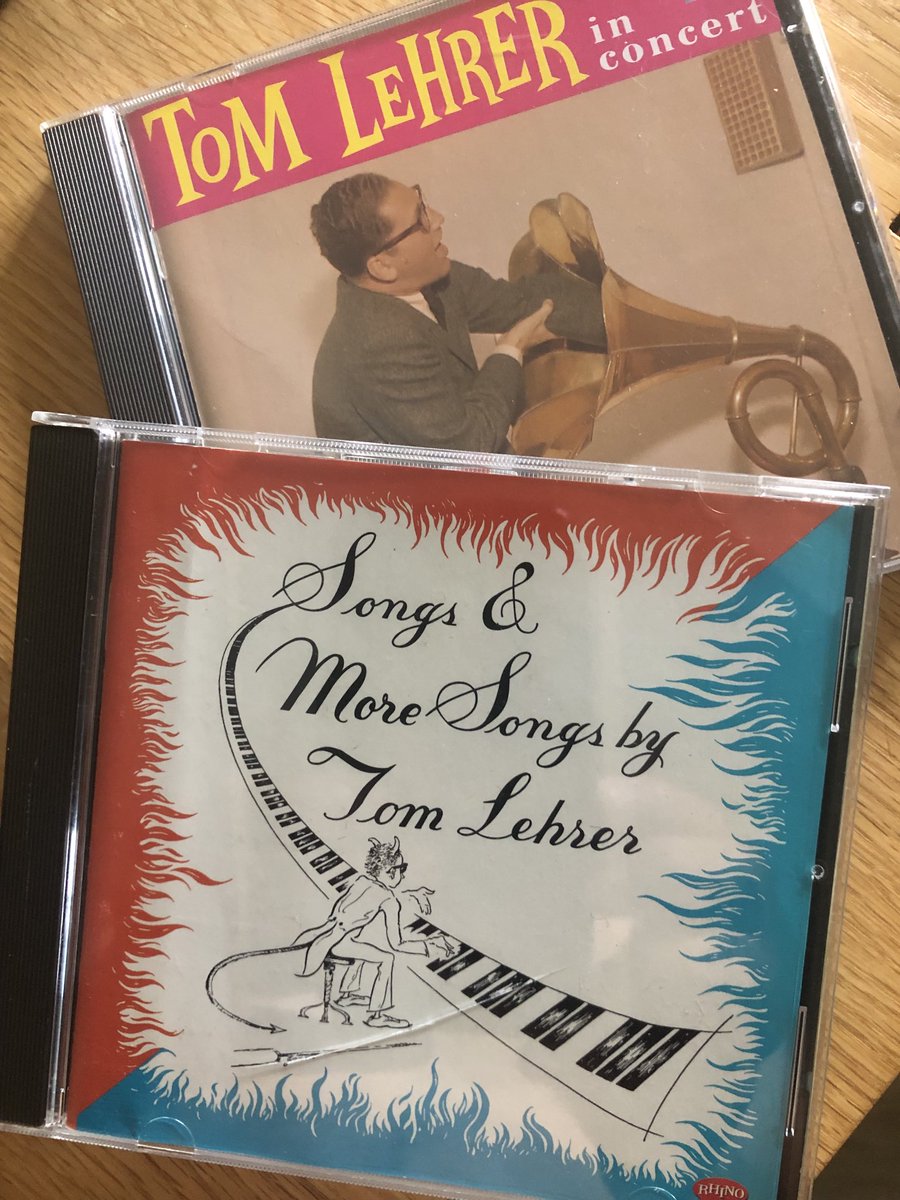 TOM LEHRER in
concert
Songs &
More Songs by
Tom Lehrer
RHINO